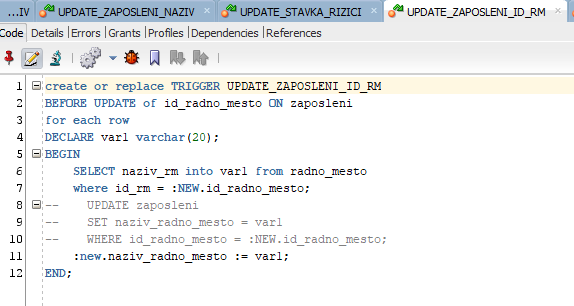 ...IV UPDATE_ZAPOSLENI_NAZIV UPDATE_STAVKA_RIZICI UPDATE_ZAPOSLENI_ID_RM
Code Details Errors Grants Profiles Dependencies References
1 create or replace TRIGGER UPDATE_ZAPOSLENI_ID_RM
2 BEFORE UPDATE of id_radno_mesto ON zaposleni
3 for each row
4 DECLARE var1 varchar(20);
5 BEGIN
6 SELECT naziv_rm into var1 from radno_mesto
7 where id_rm = :NEW.id_radno_mesto;
8 -- UPDATE zaposleni
9 -- SET naziv_radno_mesto = var1
10 -- WHERE id_radno_mesto = :NEW.id_radno_mesto;
11 :new.naziv_radno_mesto := var1;
12 END;